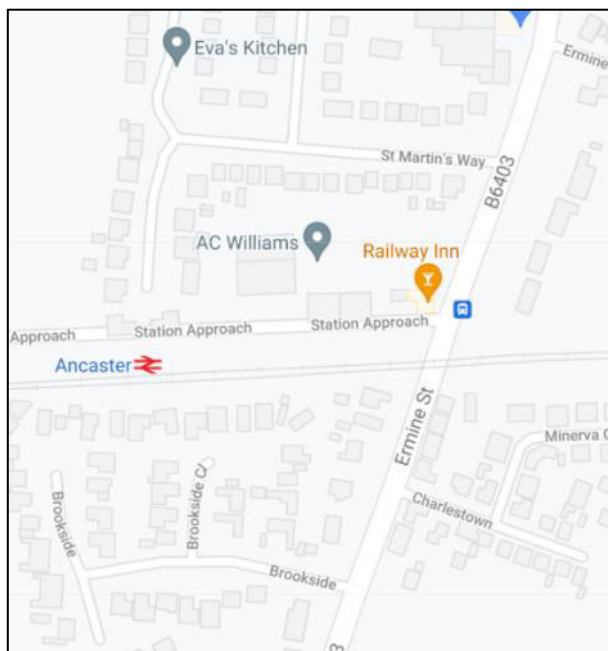 Eva's Kitchen
Ermine
St Martin's Way
B6403
AC Williams
Railway Inn
Approach
Station Approach
Station Approach
Ancaster
Ermine St
Minerva C
Brookside
Brookside Cl
Charlestown
Brookside
3